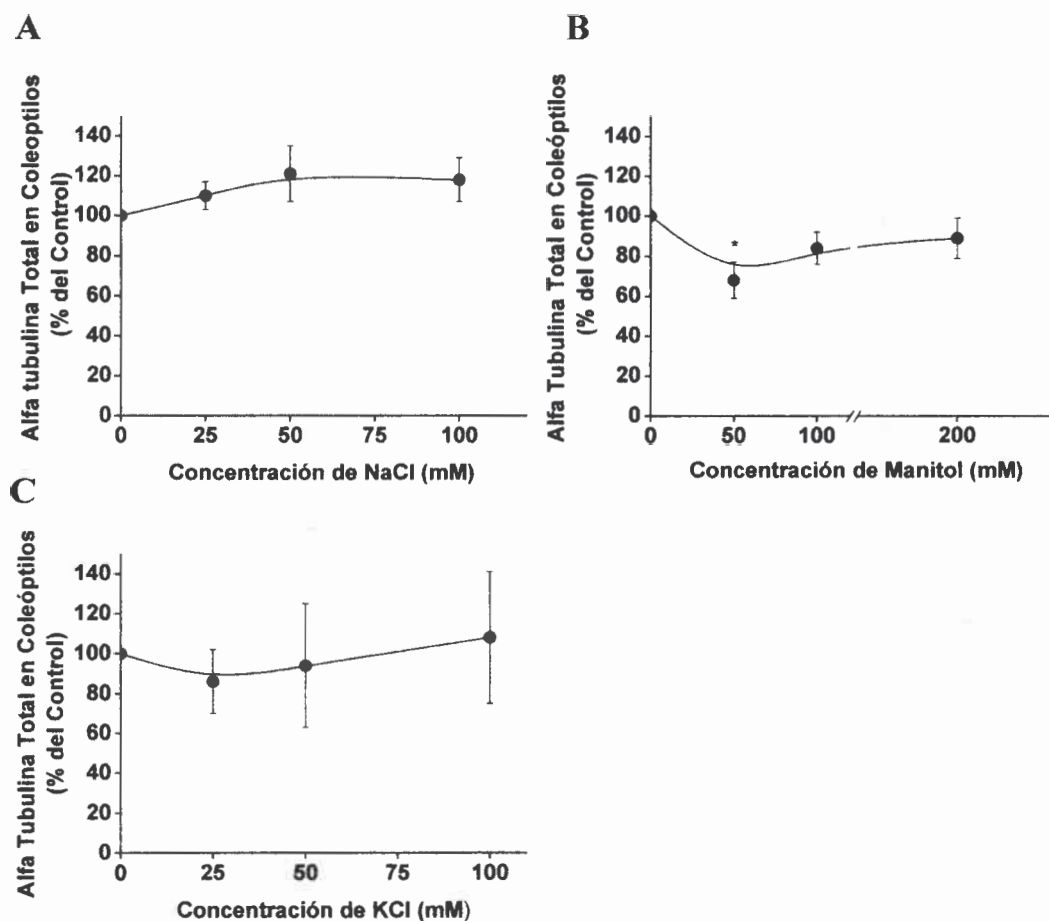 A
Alfa tubulina Total en Coleoptilos
(% del Control)
140
120
100
80
60
40
20
0
0 25 50 75 100
Concentración de NaCl (mM)
B
Alfa Tubulina Total en Coleóptilos
(% del Control)
140
120
100
80
60
40
20
0
*
0 50 100 200
Concentración de Manitol (mM)
C
Alfa Tubulina Total en Coleóptilos
(% del Control)
140
120
100
80
60
40
20
0
0 25 50 75 100
Concentración de KCl (mM)